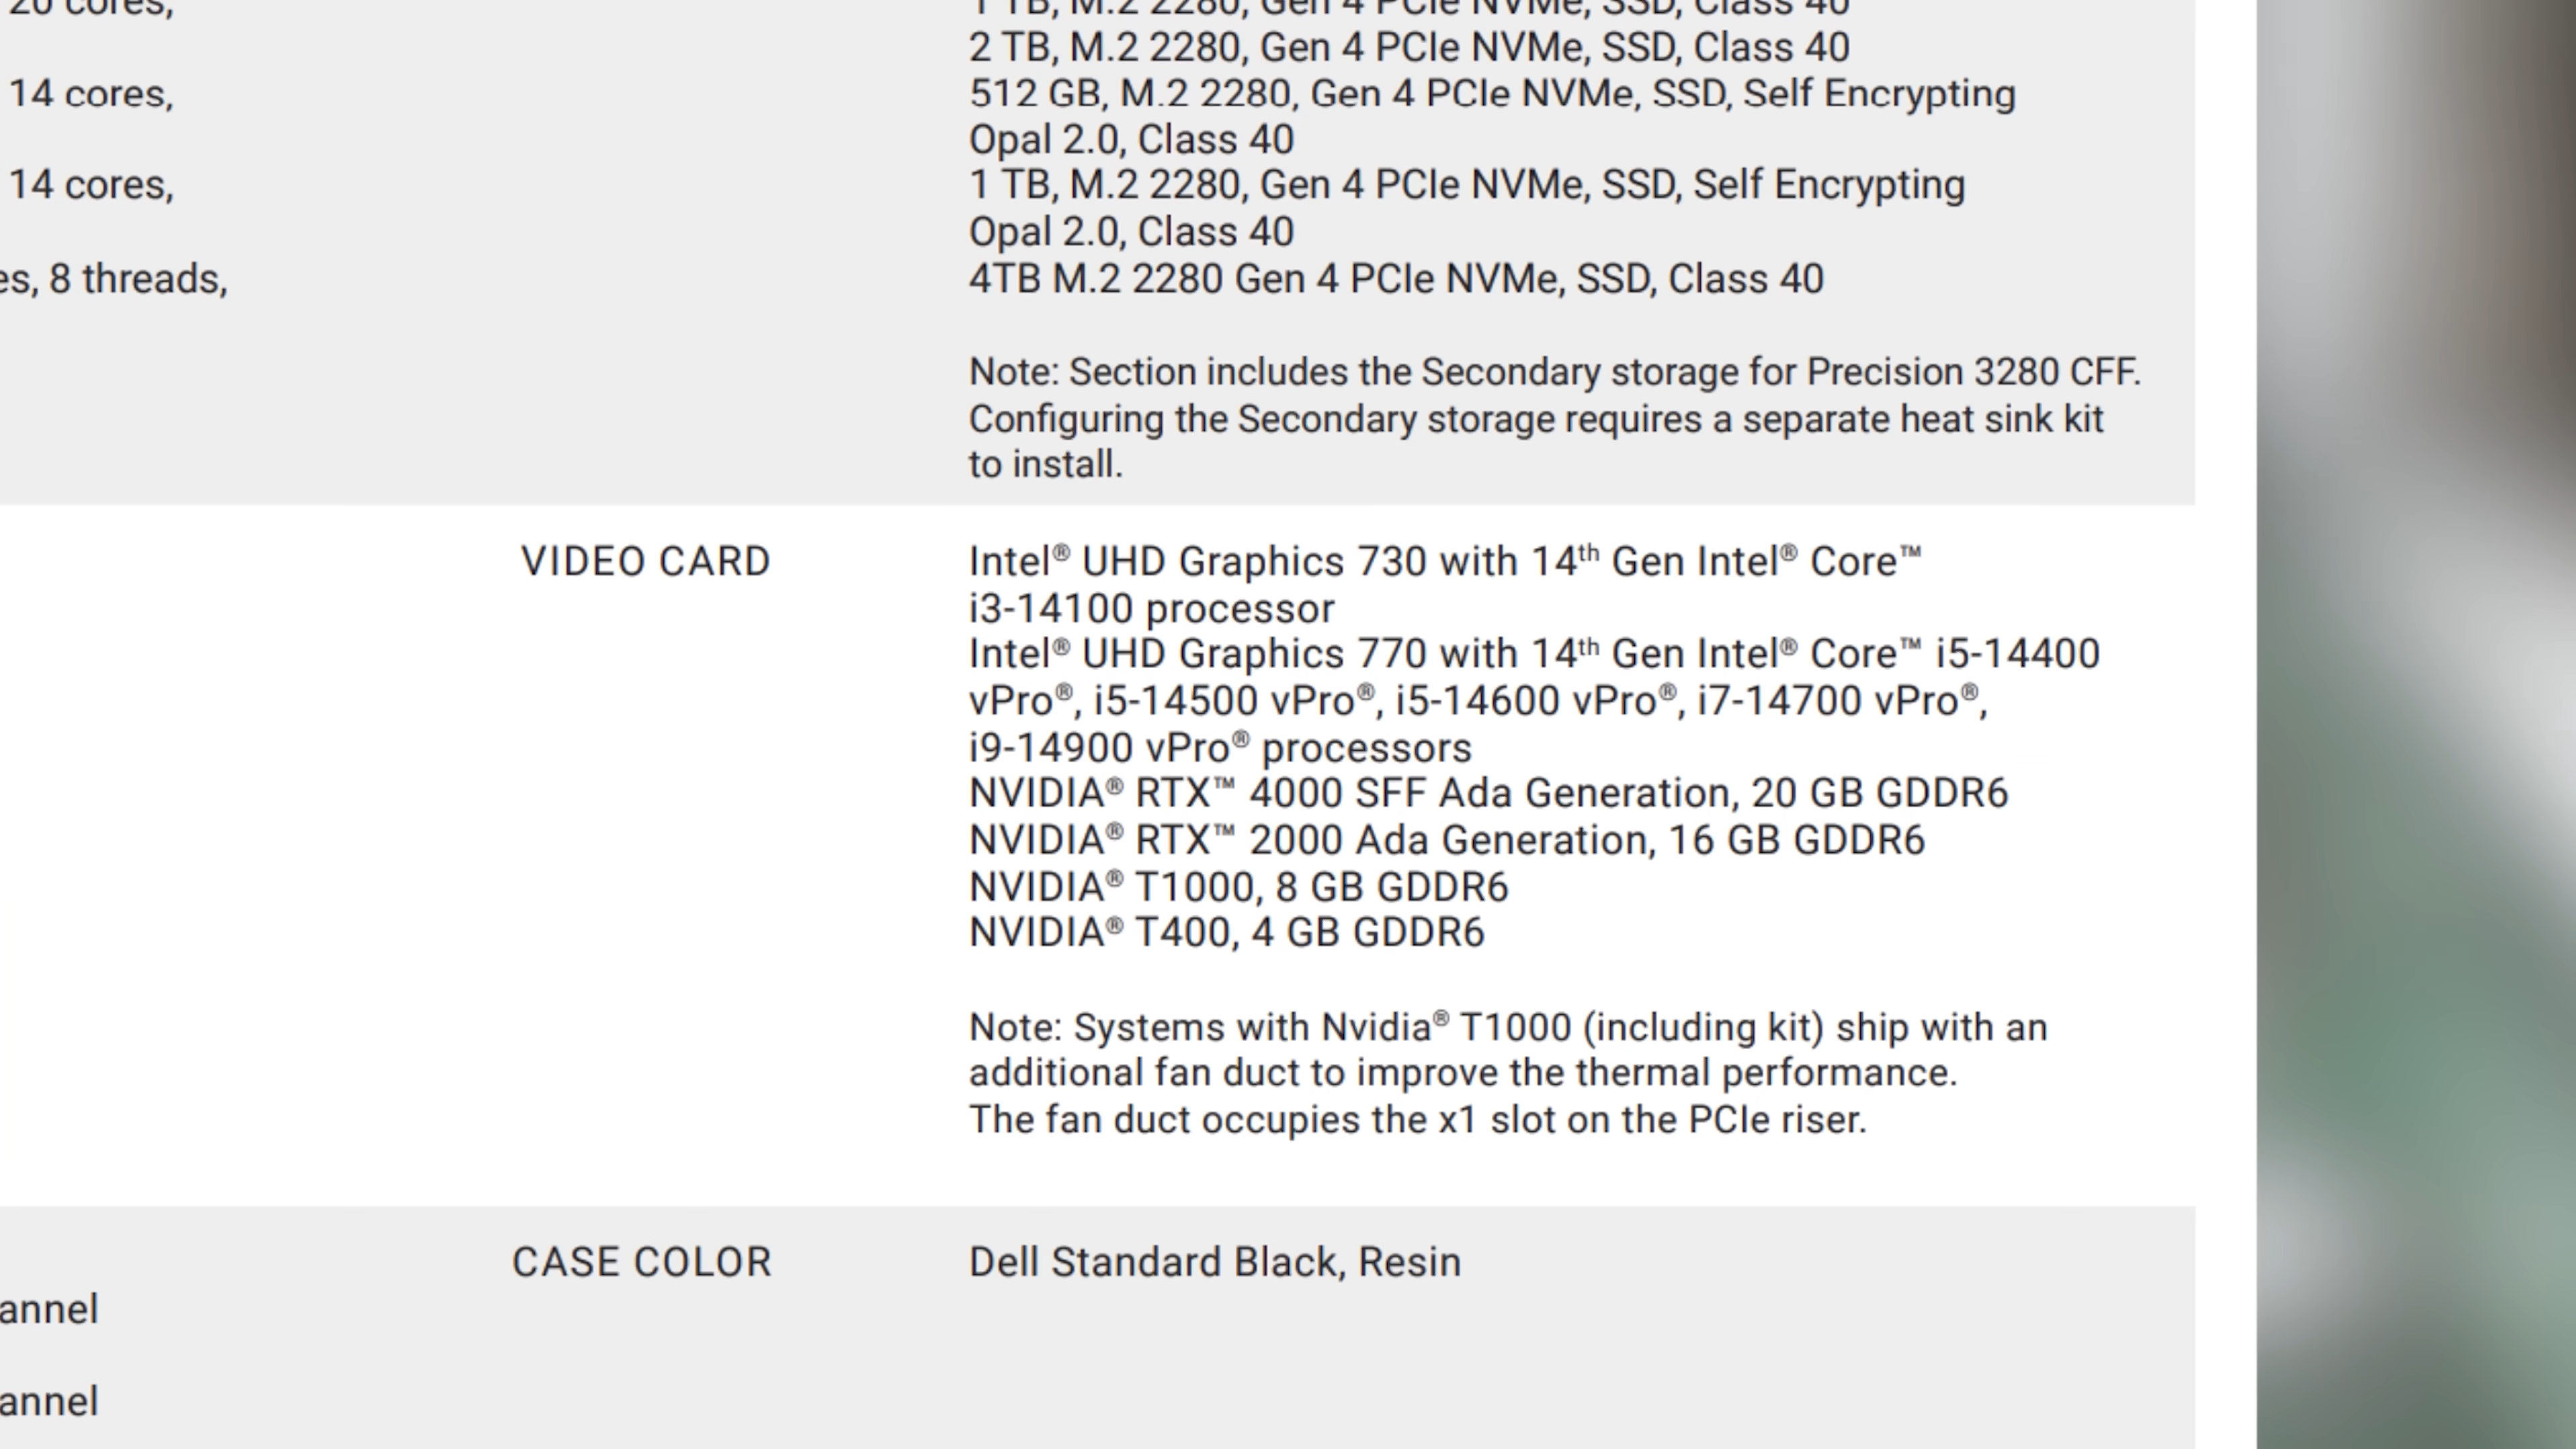 20 cores,
14 cores,
14 cores,
es, 8 threads,
annel
annel
1 TB, M.2 2280, Gen 4 PCIe NVMe, SSD, Class 40
2 TB, M.2 2280, Gen 4 PCIe NVMe, SSD, Class 40
512 GB, M.2 2280, Gen 4 PCIe NVMe, SSD, Self Encrypting
Opal 2.0, Class 40
1 TB, M.2 2280, Gen 4 PCIe NVMe, SSD, Self Encrypting
Opal 2.0, Class 40
4TB M.2 2280 Gen 4 PCIe NVMe, SSD, Class 40
Note: Section includes the Secondary storage for Precision 3280 CFF.
Configuring the Secondary storage requires a separate heat sink kit
to install.
VIDEO CARD
Intel® UHD Graphics 730 with 14th Gen Intel® Core™
i3-14100 processor
Intel® UHD Graphics 770 with 14th Gen Intel® Core™ i5-14400
vPro®, i5-14500 vPro®, i5-14600 vPro®, i7-14700 vPro®,
i9-14900 vPro® processors
NVIDIA® RTX™ 4000 SFF Ada Generation, 20 GB GDDR6
NVIDIA® RTX™ 2000 Ada Generation, 16 GB GDDR6
NVIDIA® T1000, 8 GB GDDR6
NVIDIA® T400, 4 GB GDDR6
Note: Systems with Nvidia® T1000 (including kit) ship with an
additional fan duct to improve the thermal performance.
The fan duct occupies the x1 slot on the PCIe riser.
CASE COLOR
Dell Standard Black, Resin